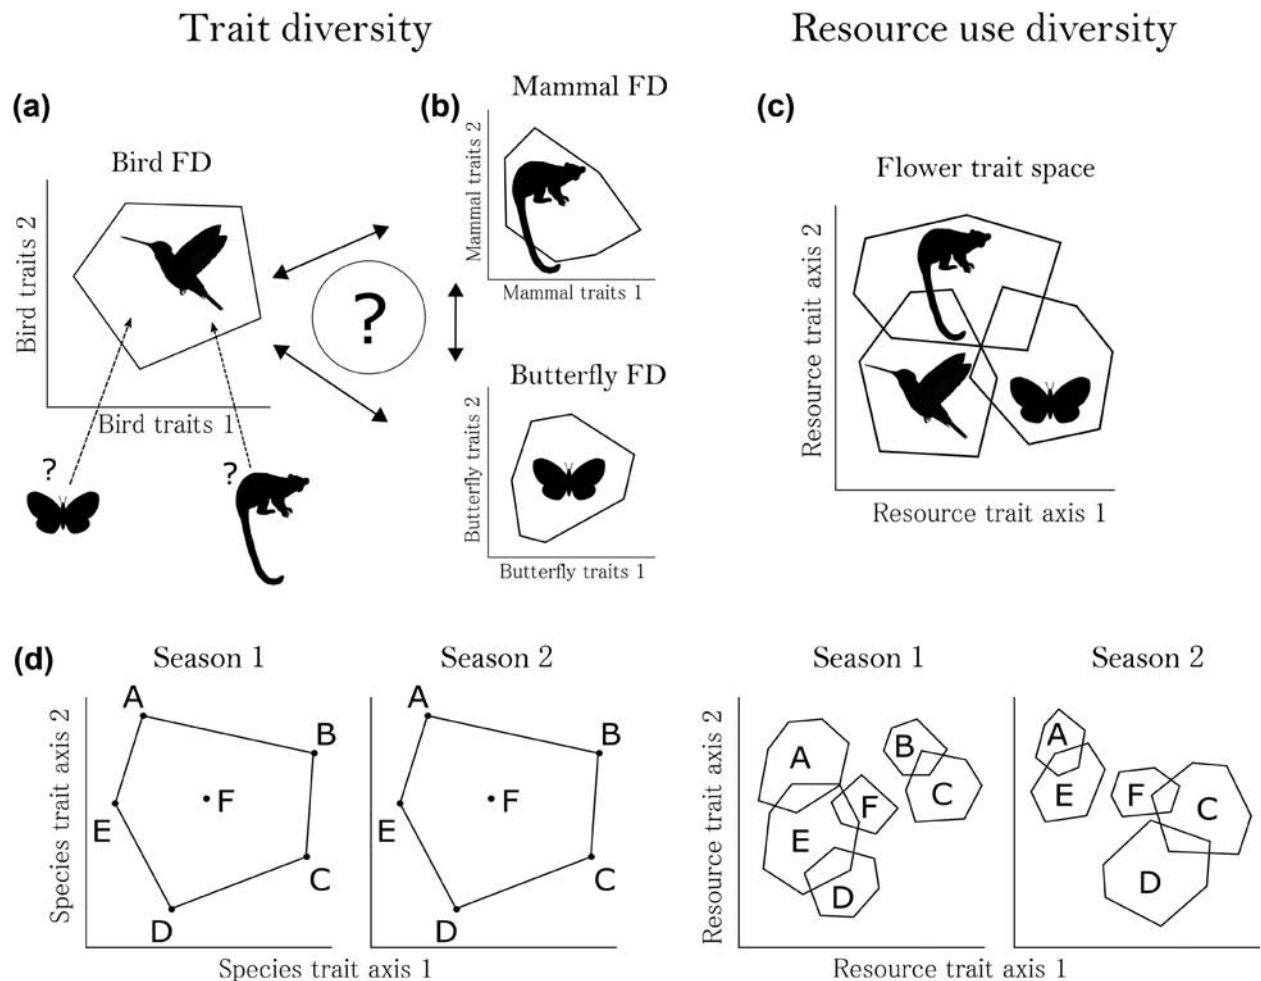 Trait diversity
Resource use diversity
(a)
Bird FD
Bird traits 2
Bird traits 1
?
?
?
(b)
Mammal FD
Mammal traits 2
Mammal traits 1
Butterfly FD
Butterfly traits 2
Butterfly traits 1
(c)
Flower trait space
Resource trait axis 2
Resource trait axis 1
(d)
Season 1
Season 2
Species trait axis 2
A
B
F
E
C
D
A
B
F
E
C
D
Species trait axis 1
Season 1
Season 2
Resource trait axis 2
A
B
C
F
E
D
A
E
F
C
D
Resource trait axis 1